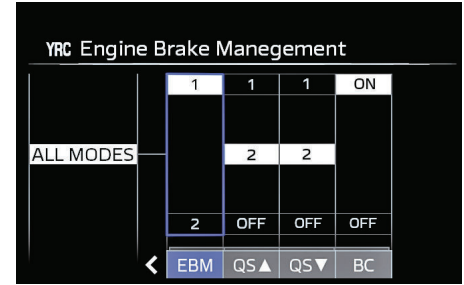 YRC Engine Brake Manegement
1 1 1 ON
ALL MODES 2 2
2 OFF OFF OFF
< EBM QS▲ QS▼ BC